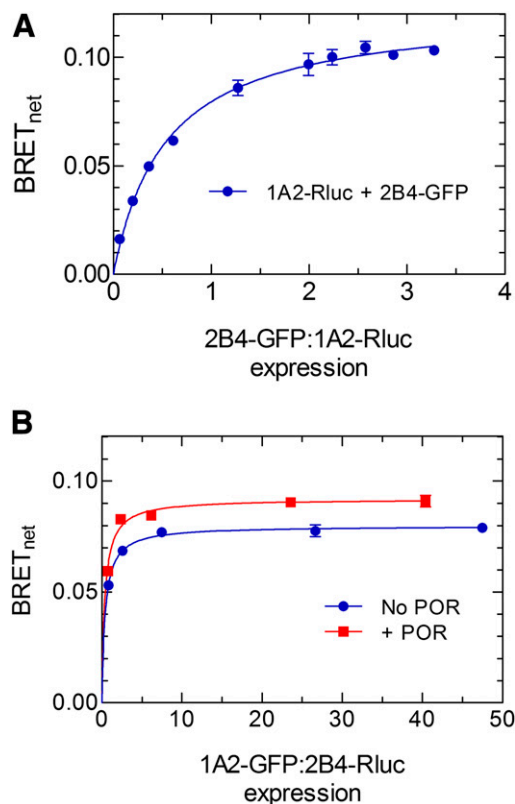 A
0.10
0.05
0.00
BRETnet
1A2-Rluc + 2B4-GFP
0 1 2 3 4
2B4-GFP:1A2-Rluc
expression
B
0.10
0.05
0.00
BRETnet
No POR
+ POR
0 10 20 30 40 50
1A2-GFP:2B4-Rluc
expression